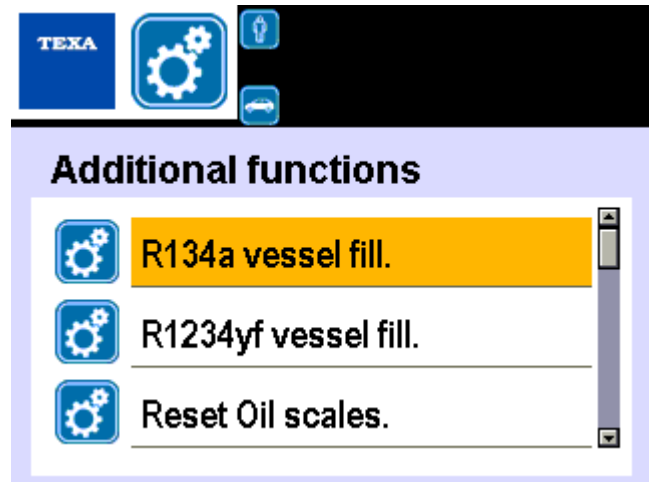 TEXA
Additional functions
R134a vessel fill.
R1234yf vessel fill.
Reset Oil scales.